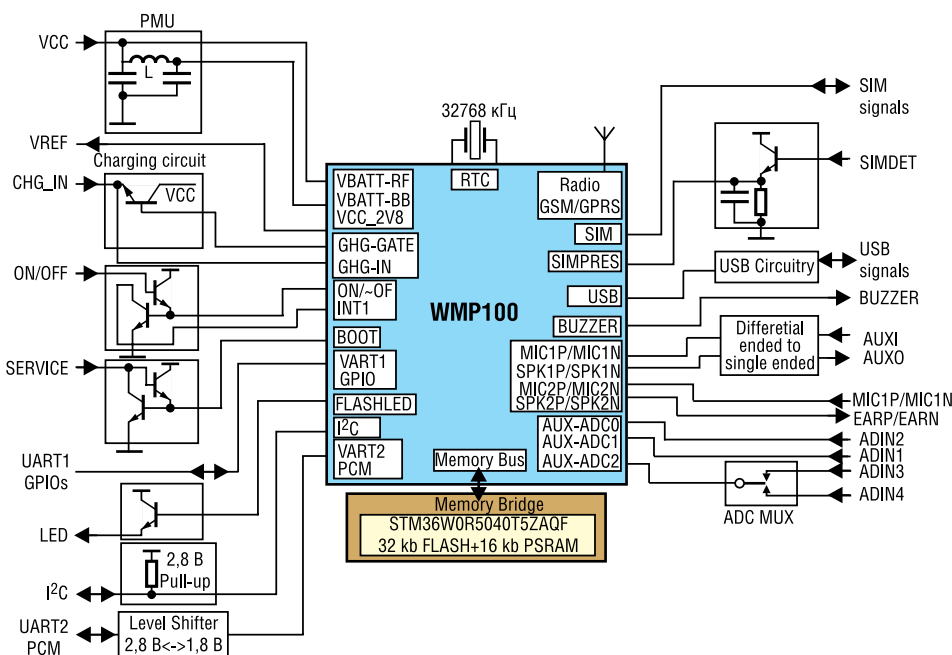 PMU
VCC
L
VREF
Charging circuit
CHG_IN
VCC
ON/OFF
SERVICE
UART1
GPIOs
LED
2,8 В
Pull-up
I²C
UART2
PCM
Level Shifter
2,8 В<->1,8 В
32768 кГц
RTC
VBATT-RF
VBATT-BB
VCC_2V8
GHG-GATE
GHG-IN
ON/~OF
INT1
BOOT
VART1
GPIO
FLASHLED
I²C
VART2
PCM
WMP100
Radio
GSM/GPRS
SIM
SIMPRES
USB
BUZZER
MIC1P/MIC1N
SPK1P/SPK1N
MIC2P/MIC2N
SPK2P/SPK2N
AUX-ADC0
AUX-ADC1
AUX-ADC2
Memory Bus
Memory Bridge
STM36W0R5040T5ZAQF
32 kb FLASH+16 kb PSRAM
SIM
signals
SIMDET
USB Circuitry
USB
signals
BUZZER
Differetial
ended to
single ended
AUXI
AUXO
MIC1P/MIC1N
EARP/EARN
ADIN2
ADIN1
ADIN3
ADIN4
ADC MUX